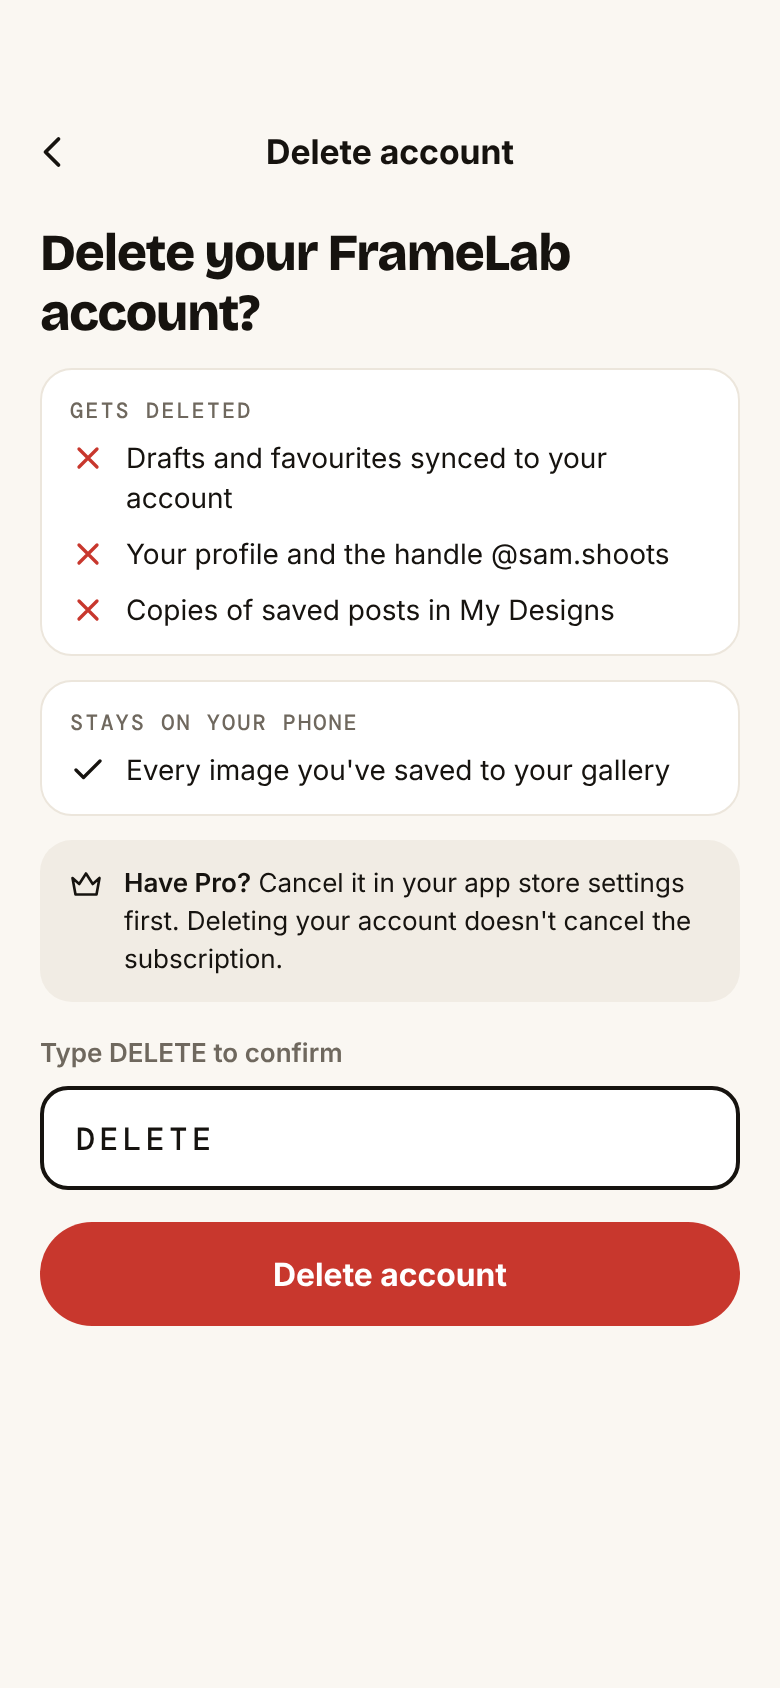 Delete account
Delete your FrameLab
account?
GETS DELETED
Drafts and favourites synced to your
account
Your profile and the handle @sam.shoots
Copies of saved posts in My Designs
STAYS ON YOUR PHONE
Every image you've saved to your gallery
Have Pro? Cancel it in your app store settings
first. Deleting your account doesn't cancel the
subscription.
Type DELETE to confirm
DELETE
Delete account